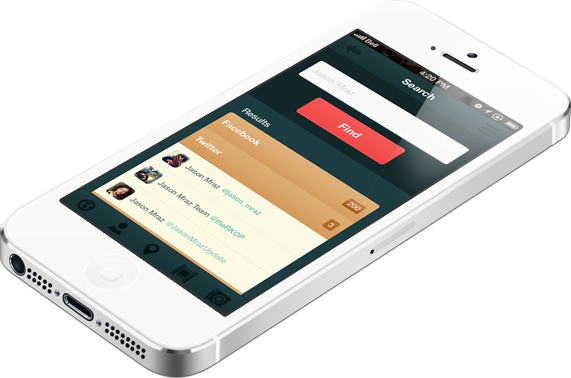 Bell
4:20 PM
Search
Jason Mraz
Find
Results
Facebook
200
Twitter
3
Jason Mraz @jason_mraz
Jason Mraz Team @theRKOP
Jason Mraz @JasonMrazUpdate